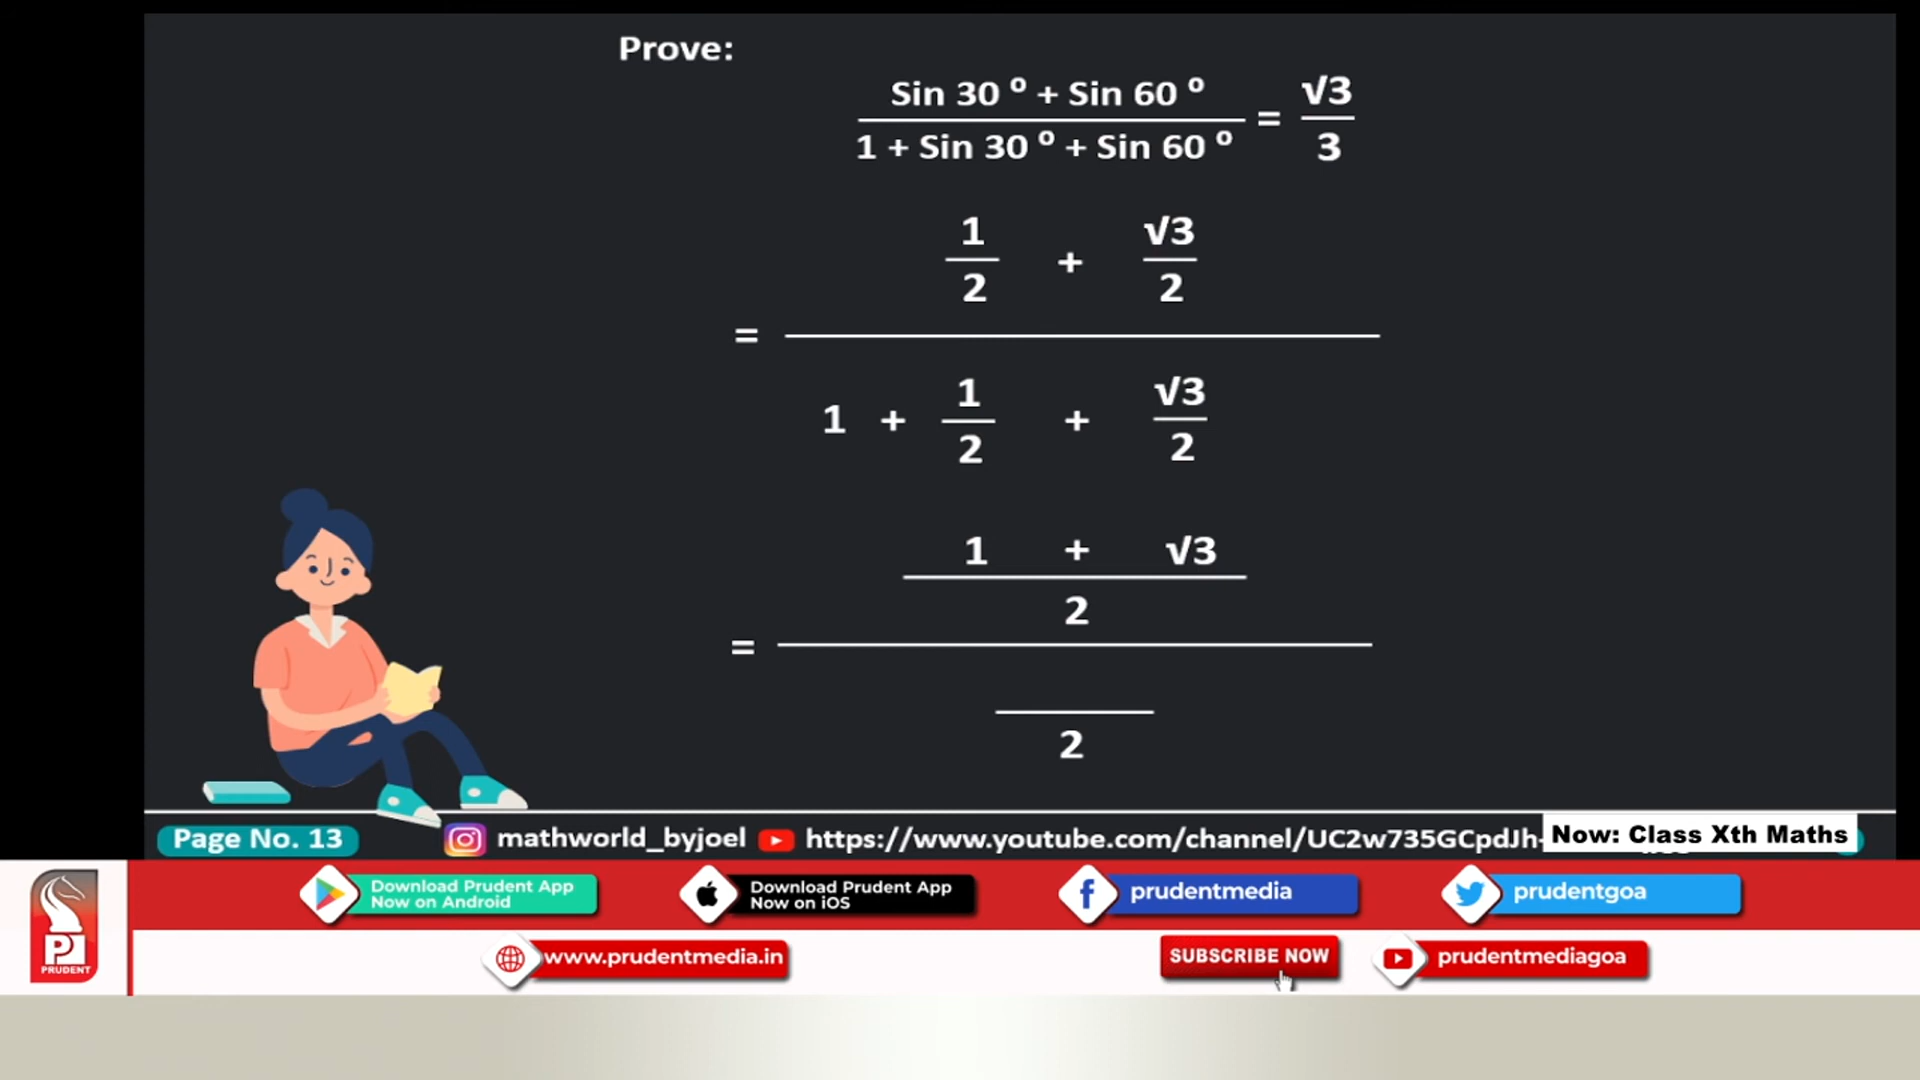 Prove:
Sin 30 º + Sin 60 º
1 + Sin 30 º + Sin 60 º
=
√3
3
1
2
+
√3
2
=
1 + 1
2
+
√3
2
1 + √3
2
=
2
Page No. 13
mathworld_byjoel
https://www.youtube.com/channel/UC2w735GCpdJh-
Now: Class Xth Maths
Download Prudent App
Now on Android
Download Prudent App
Now on iOS
prudentmedia
prudentgoa
PRUDENT
www.prudentmedia.in
SUBSCRIBE NOW
prudentmediagoa